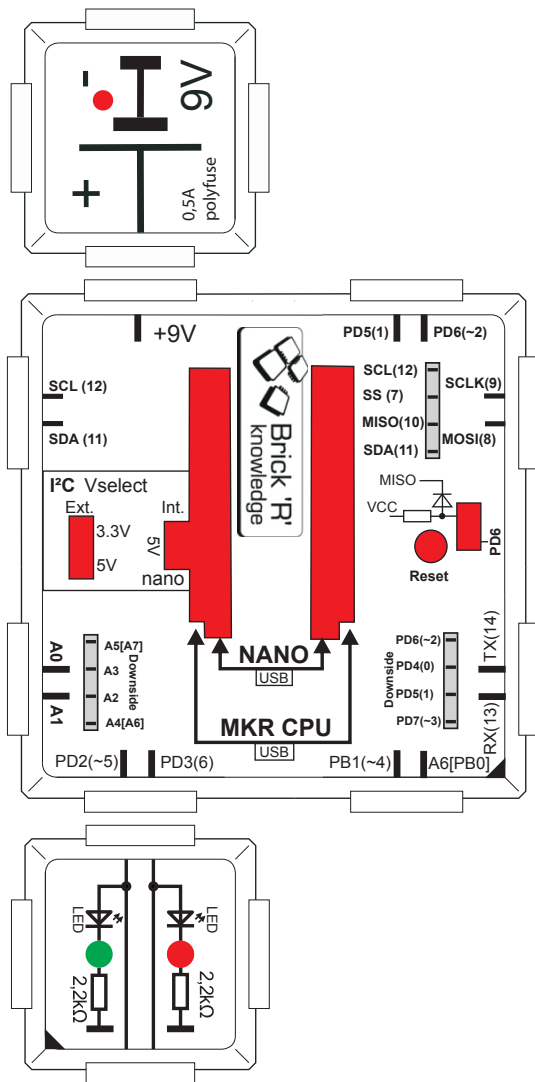 -
+
9V
0,5A
polyfuse
+9V
PD5(1)
PD6(~2)
SCL (12)
SDA (11)
Brick 'R'
knowledge
SCL(12)
SS (7)
MISO(10)
SDA(11)
SCLK(9)
MOSI(8)
I²C Vselect
Ext.
3.3V
5V
Int.
5V
nano
MISO
VCC
PD6
Reset
A0
A1
A5[A7]
A3
A2
A4[A6]
Downside
NANO
USB
MKR CPU
USB
PD6(~2)
PD4(0)
PD5(1)
PD7(~3)
Downside
TX(14)
RX(13)
PD2(~5)
PD3(6)
PB1(~4)
A6[PB0]
LED
LED
2,2kΩ
2,2kΩ